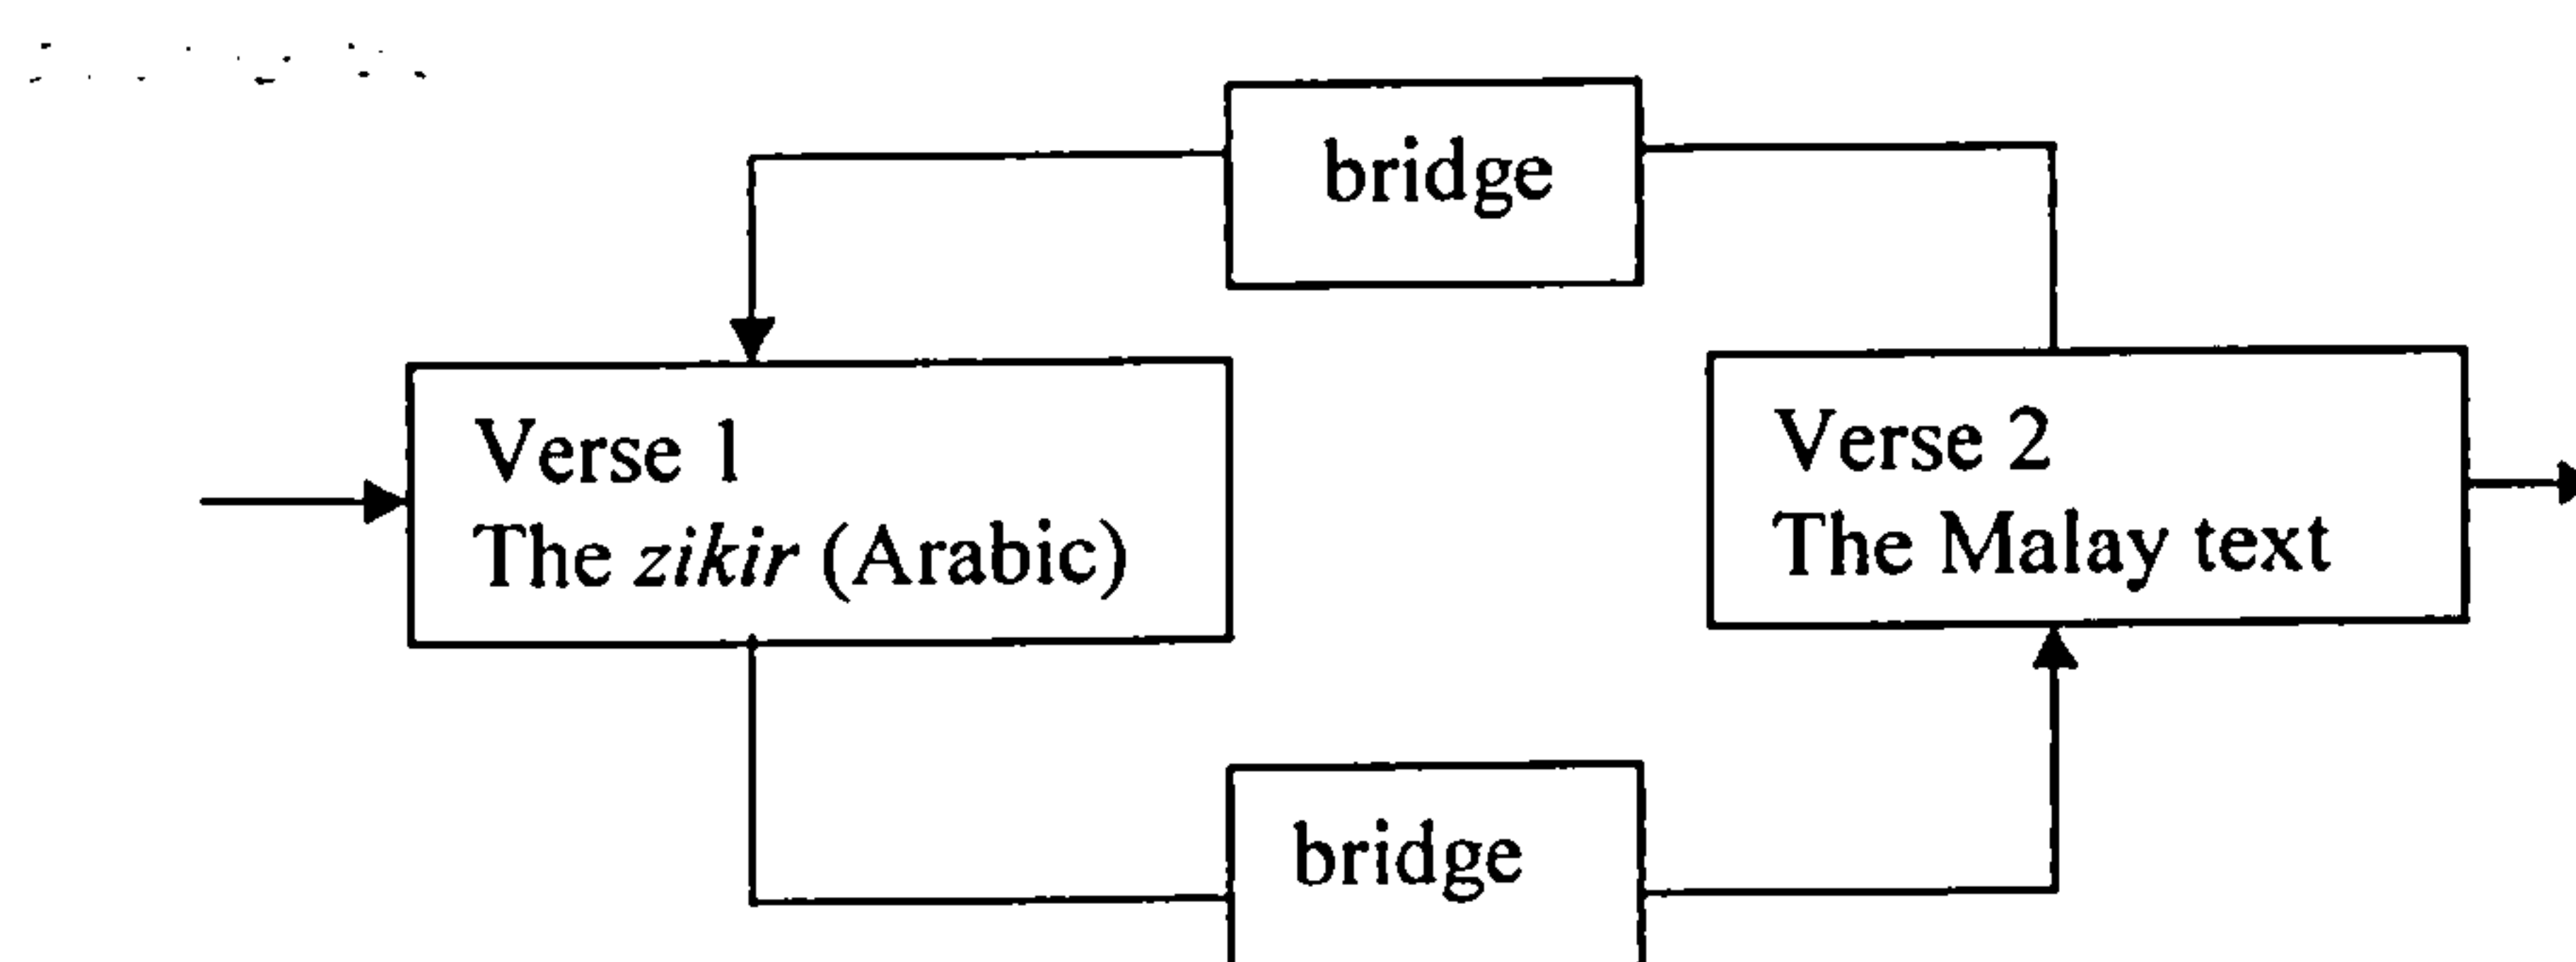 bridge
Verse 1
The zikir (Arabic)
Verse 2
The Malay text
bridge